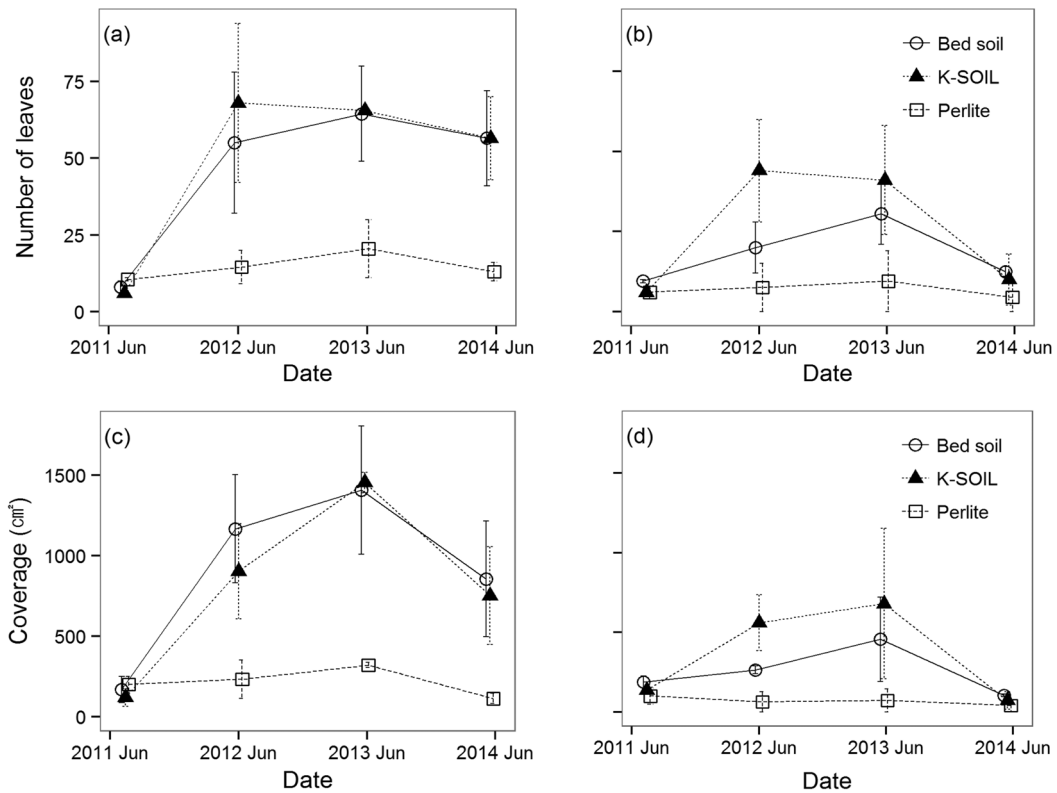 (a)
Number of leaves
75
50
25
0
2011 Jun 2012 Jun 2013 Jun 2014 Jun
Date
(b)
Bed soil
K-SOIL
Perlite
2011 Jun 2012 Jun 2013 Jun 2014 Jun
Date
(c)
Coverage (㎠)
1500
1000
500
0
2011 Jun 2012 Jun 2013 Jun 2014 Jun
Date
(d)
Bed soil
K-SOIL
Perlite
2011 Jun 2012 Jun 2013 Jun 2014 Jun
Date